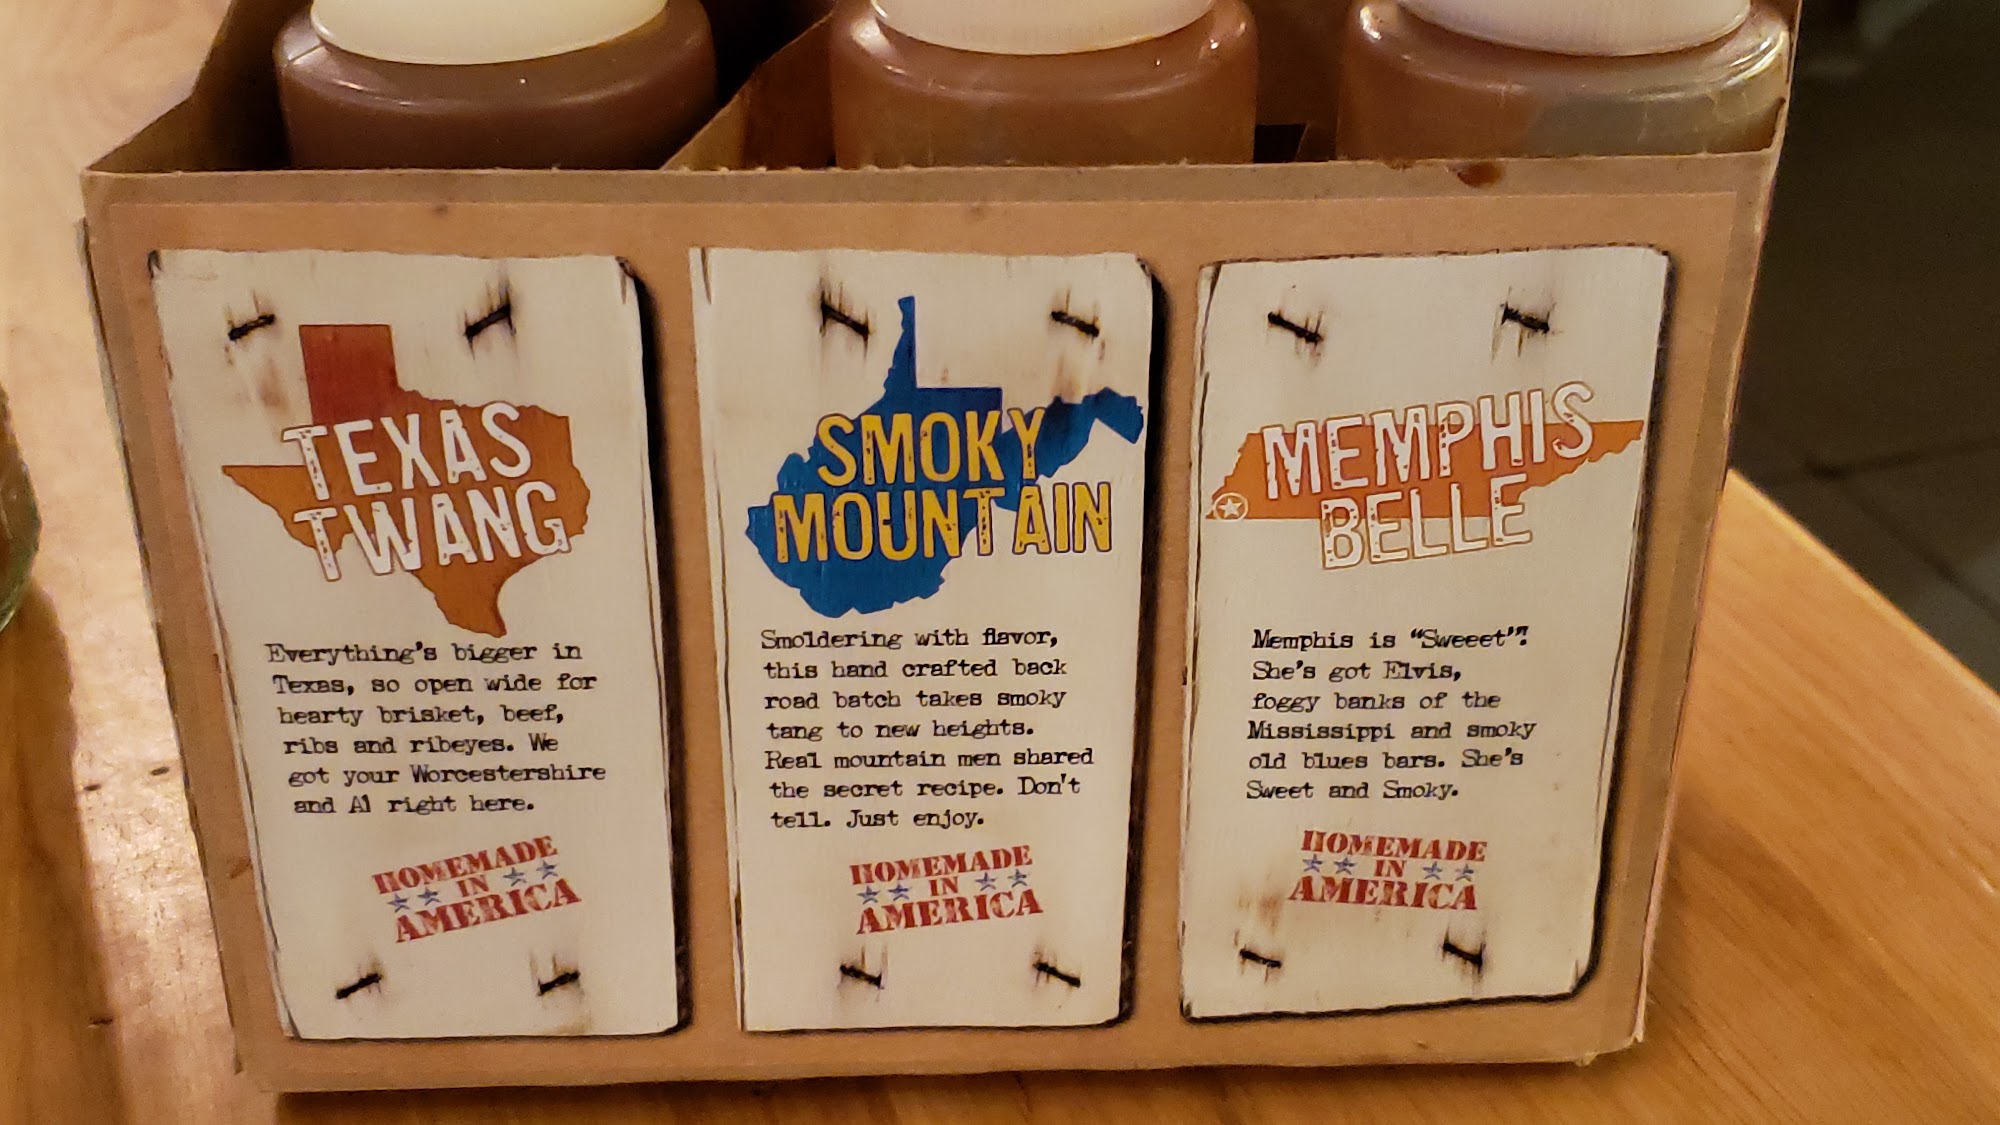 TEXAS
TWANG
Everything's bigger in
Texas, so open wide for
hearty brisket, beef,
ribs and ribeyes. We
got your Worcestershire
and A1 right here.
HOMEMADE
IN
AMERICA
SMOKY
MOUNTAIN
Smoldering with flavor,
this hand crafted back
road batch takes smoky
tang to new heights.
Real mountain men shared
the secret recipe. Don't
tell. Just enjoy.
HOMEMADE
IN
AMERICA
MEMPHIS
BELLE
Memphis is "Sweeet"!
She's got Elvis,
foggy banks of the
Mississippi and smoky
old blues bars. She's
Sweet and Smoky.
HOMEMADE
IN
AMERICA